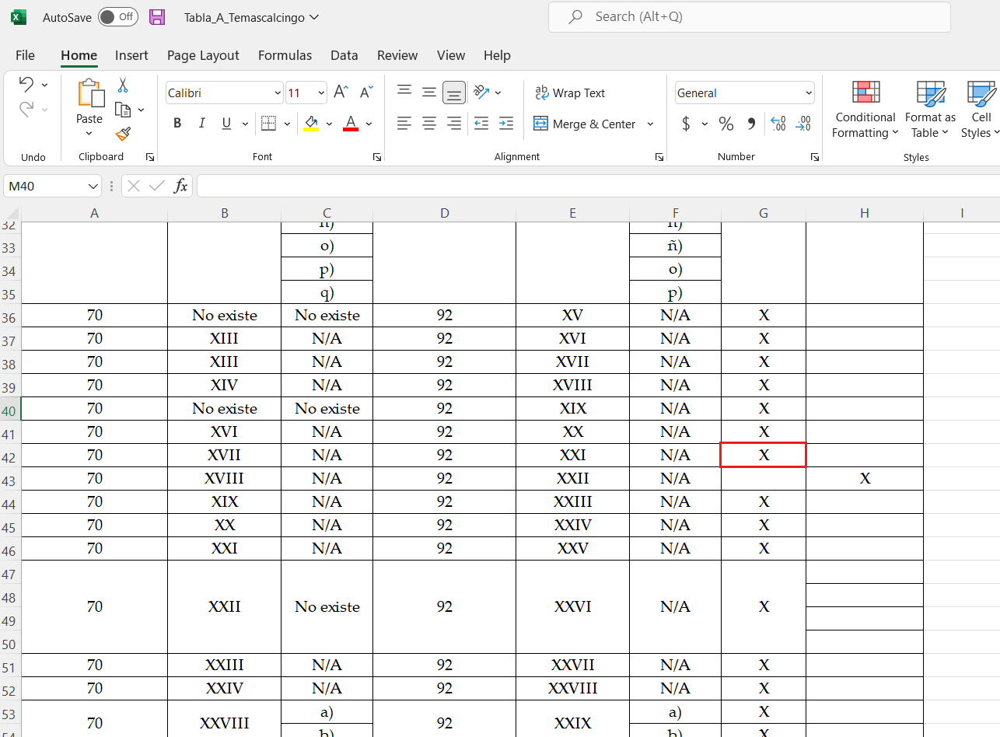 AutoSave Off Tabla_A_Temascalcingo Search (Alt+Q)
File Home Insert Page Layout Formulas Data Review View Help
Calibri 11 A A Wrap Text General
Paste B I U A Merge & Center $ % Conditional Formatting Format as Table Cell Styles
Undo Clipboard Font Alignment Number Styles
M40 fx
A B C D E F G H I
32 n) n)
33 o) ñ)
34 p) o)
35 q) p)
36 70 No existe No existe 92 XV N/A X
37 70 XIII N/A 92 XVI N/A X
38 70 XIII N/A 92 XVII N/A X
39 70 XIV N/A 92 XVIII N/A X
40 70 No existe No existe 92 XIX N/A X
41 70 XVI N/A 92 XX N/A X
42 70 XVII N/A 92 XXI N/A X
43 70 XVIII N/A 92 XXII N/A X
44 70 XIX N/A 92 XXIII N/A X
45 70 XX N/A 92 XXIV N/A X
46 70 XXI N/A 92 XXV N/A X
47
48 70 XXII No existe 92 XXVI N/A X
49
50
51 70 XXIII N/A 92 XXVII N/A X
52 70 XXIV N/A 92 XXVIII N/A X
53 70 XXVIII a) 92 XXIX a) X
54 b) b) X